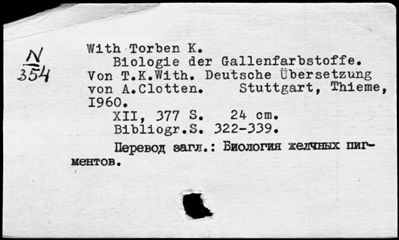 With Torben K.
N
354
Biologie der Gallenfarbstoffe.
Von T.K.With. Deutsche Übersetzung
von A.Clotten. Stuttgart, Thieme,
I960.
XII, 377 S. 24 cm.
Bibliogr.S. 322-339.
Перевод загл.: Биология желчных пиг-
ментов.